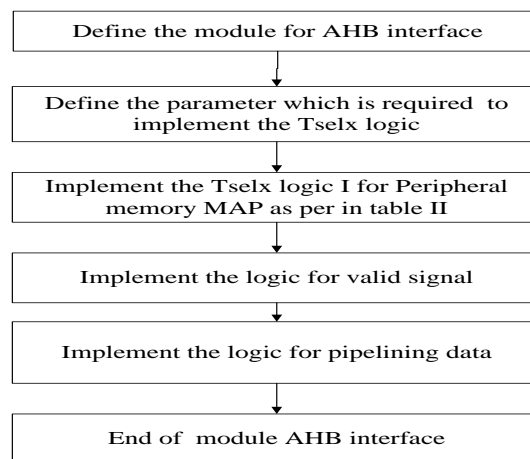 Define the module for AHB interface
Define the parameter which is required to
implement the Tselx logic
Implement the Tselx logic I for Peripheral
memory MAP as per in table II
Implement the logic for valid signal
Implement the logic for pipelining data
End of module AHB interface